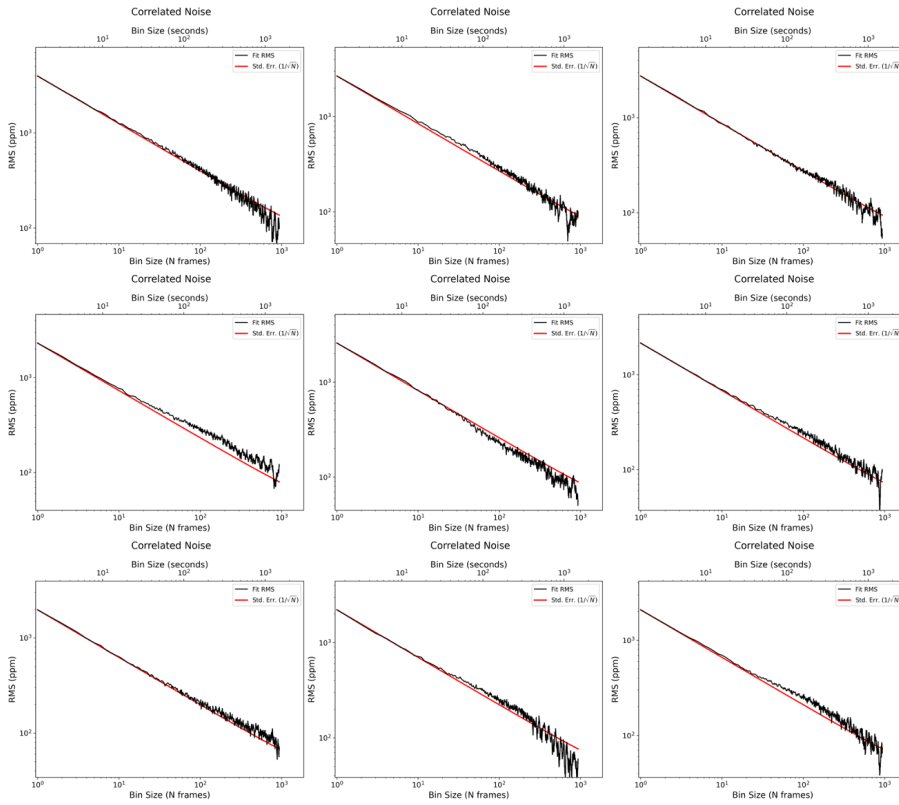 Correlated Noise Correlated Noise Correlated Noise
Bin Size (seconds) Bin Size (seconds) Bin Size (seconds)
10¹ 10² 10³ 10¹ 10² 10³ 10¹ 10² 10³
Fit RMS Fit RMS Fit RMS
Std. Err. (1/√N) Std. Err. (1/√N) Std. Err. (1/√N)
10³ 10³ 10³
RMS (ppm) RMS (ppm) RMS (ppm)
10² 10² 10²
10⁰ 10¹ 10² 10³ 10⁰ 10¹ 10² 10³ 10⁰ 10¹ 10² 10³
Bin Size (N frames) Bin Size (N frames) Bin Size (N frames)
Correlated Noise Correlated Noise Correlated Noise
Bin Size (seconds) Bin Size (seconds) Bin Size (seconds)
10¹ 10² 10³ 10¹ 10² 10³ 10¹ 10² 10³
Fit RMS Fit RMS Fit RMS
Std. Err. (1/√N) Std. Err. (1/√N) Std. Err. (1/√N)
10³ 10³ 10³
RMS (ppm) RMS (ppm) RMS (ppm)
10² 10² 10²
10⁰ 10¹ 10² 10³ 10⁰ 10¹ 10² 10³ 10⁰ 10¹ 10² 10³
Bin Size (N frames) Bin Size (N frames) Bin Size (N frames)
Correlated Noise Correlated Noise Correlated Noise
Bin Size (seconds) Bin Size (seconds) Bin Size (seconds)
10¹ 10² 10³ 10¹ 10² 10³ 10¹ 10² 10³
Fit RMS Fit RMS Fit RMS
Std. Err. (1/√N) Std. Err. (1/√N) Std. Err. (1/√N)
10³ 10³ 10³
RMS (ppm) RMS (ppm) RMS (ppm)
10² 10² 10²
10⁰ 10¹ 10² 10³ 10⁰ 10¹ 10² 10³ 10⁰ 10¹ 10² 10³
Bin Size (N frames) Bin Size (N frames) Bin Size (N frames)